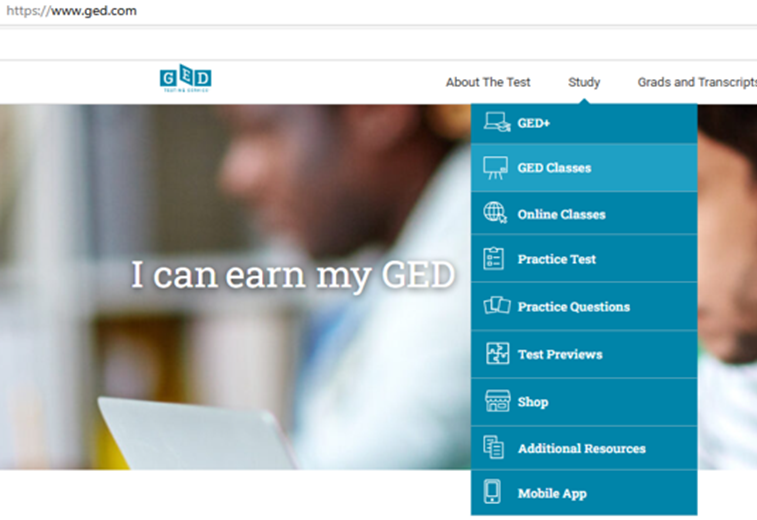 https://www.ged.com
GED
TESTING SERVICE
About The Test Study Grads and Transcripts
GED+
GED Classes
Online Classes
I can earn my GED
Practice Test
Practice Questions
Test Previews
Shop
Additional Resources
Mobile App